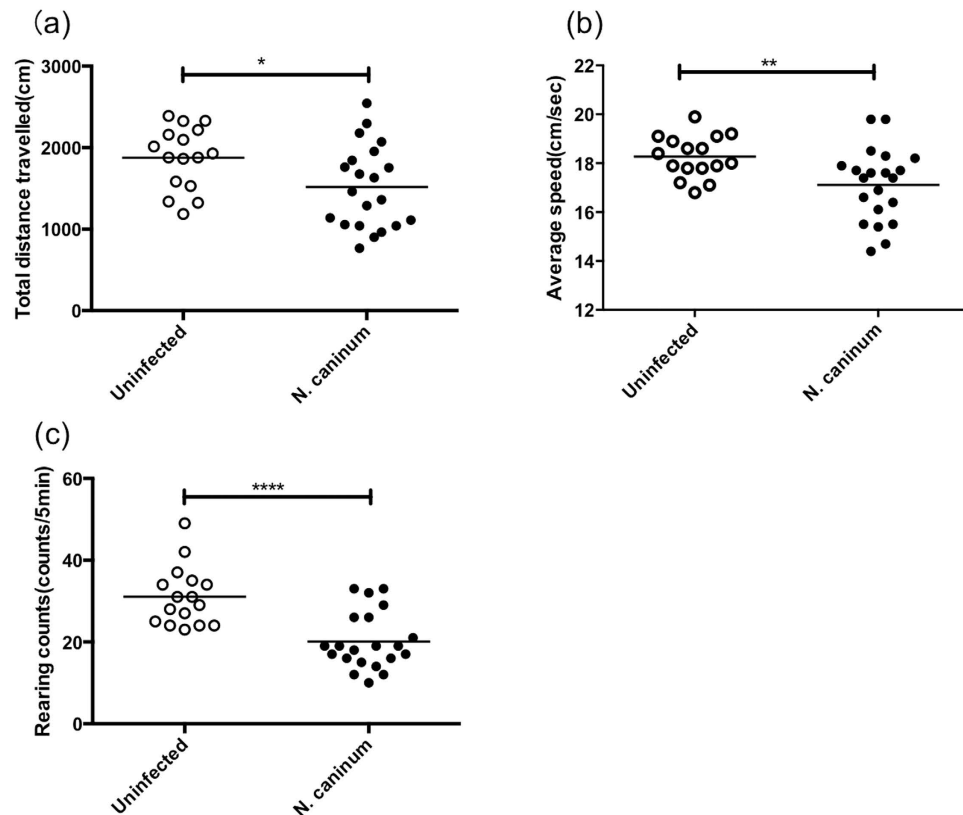 (a)
Total distance travelled(cm)
3000
2000
1000
0
*
Uninfected
N. caninum
(b)
Average speed(cm/sec)
22
20
18
16
14
12
**
Uninfected
N. caninum
(c)
Rearing counts(counts/5min)
60
40
20
0
****
Uninfected
N. caninum